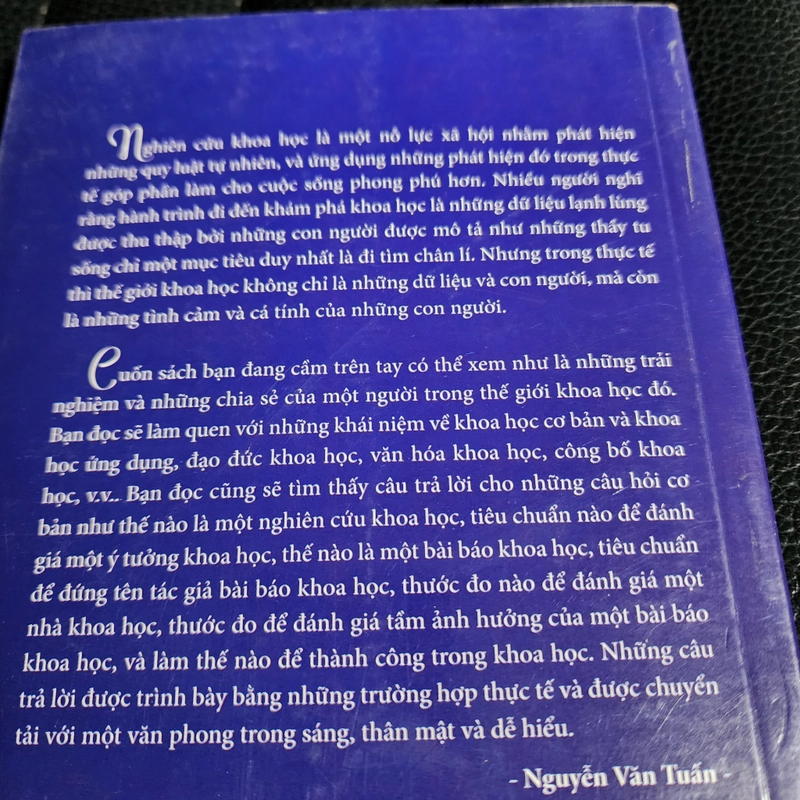 Nghiên cứu khoa học là một nỗ lực xã hội nhằm phát hiện
những quy luật tự nhiên, và ứng dụng những phát hiện đó trong thực
tế góp phần làm cho cuộc sống phong phú hơn. Nhiều người nghĩ
rằng hành trình đi đến khám phá khoa học là những dữ liệu lạnh lùng
được thu thập bởi những con người được mô tả như những thầy tu
sống chỉ một mục tiêu duy nhất là đi tìm chân lí. Nhưng trong thực tế
thì thế giới khoa học không chỉ là những dữ liệu và con người, mà còn
là những tình cảm và cá tính của những con người.
Cuốn sách bạn đang cầm trên tay có thể xem như là những trải
nghiệm và những chia sẻ của một người trong thế giới khoa học đó.
Bạn đọc sẽ làm quen với những khái niệm về khoa học cơ bản và khoa
học ứng dụng, đạo đức khoa học, văn hóa khoa học, công bố khoa
học, v.v.. Bạn đọc cũng sẽ tìm thấy câu trả lời cho những câu hỏi cơ
bản như thế nào là một nghiên cứu khoa học, tiêu chuẩn nào để đánh
giá một ý tưởng khoa học, thế nào là một bài báo khoa học, tiêu chuẩn
để đứng tên tác giả bài báo khoa học, thước đo nào để đánh giá một
nhà khoa học, thước đo để đánh giá tầm ảnh hưởng của một bài báo
khoa học, và làm thế nào để thành công trong khoa học. Những câu
trả lời được trình bày bằng những trường hợp thực tế và được chuyển
tải với một văn phong trong sáng, thân mật và dễ hiểu.
- Nguyễn Văn Tuấn -